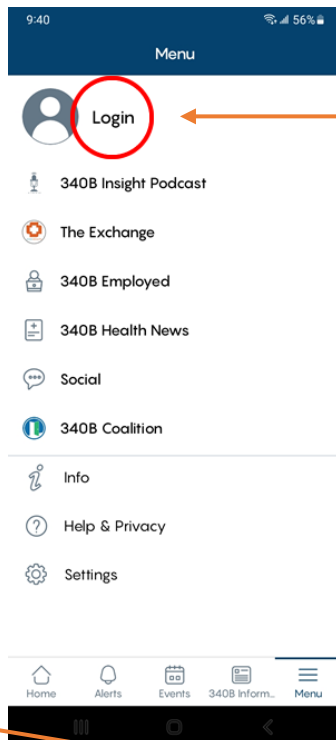 9:40 56%
Menu
Login
340B Insight Podcast
The Exchange
340B Employed
340B Health News
Social
340B Coalition
Info
Help & Privacy
Settings
Home Alerts Events 340B Inform... Menu